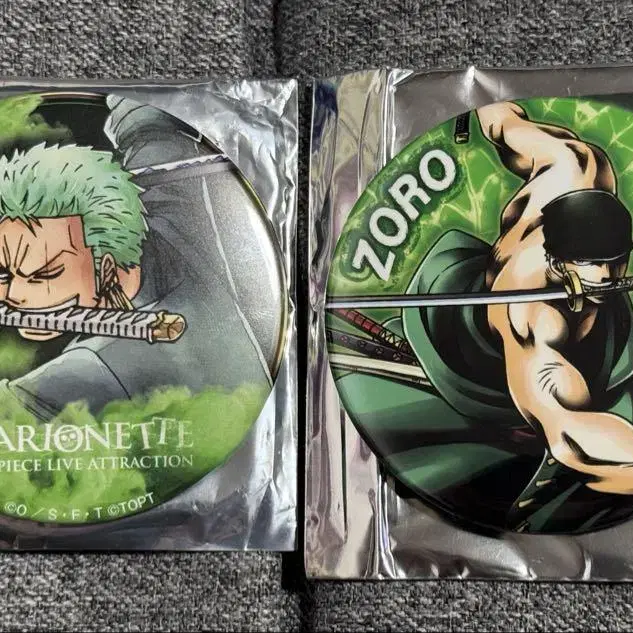 ARIONETTE
PIECE LIVE ATTRACTION
©O/S・F・T ©TOPT
ZORO